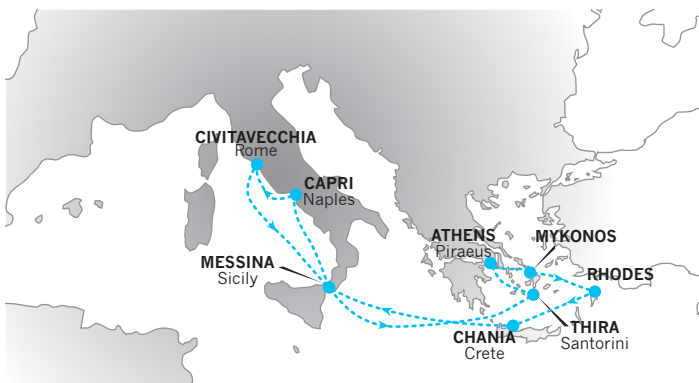 CIVITAVECCHIA
Rome
CAPRI
Naples
ATHENS
Piraeus
MYKONOS
MESSINA
Sicily
RHODES
THIRA
Santorini
CHANIA
Crete